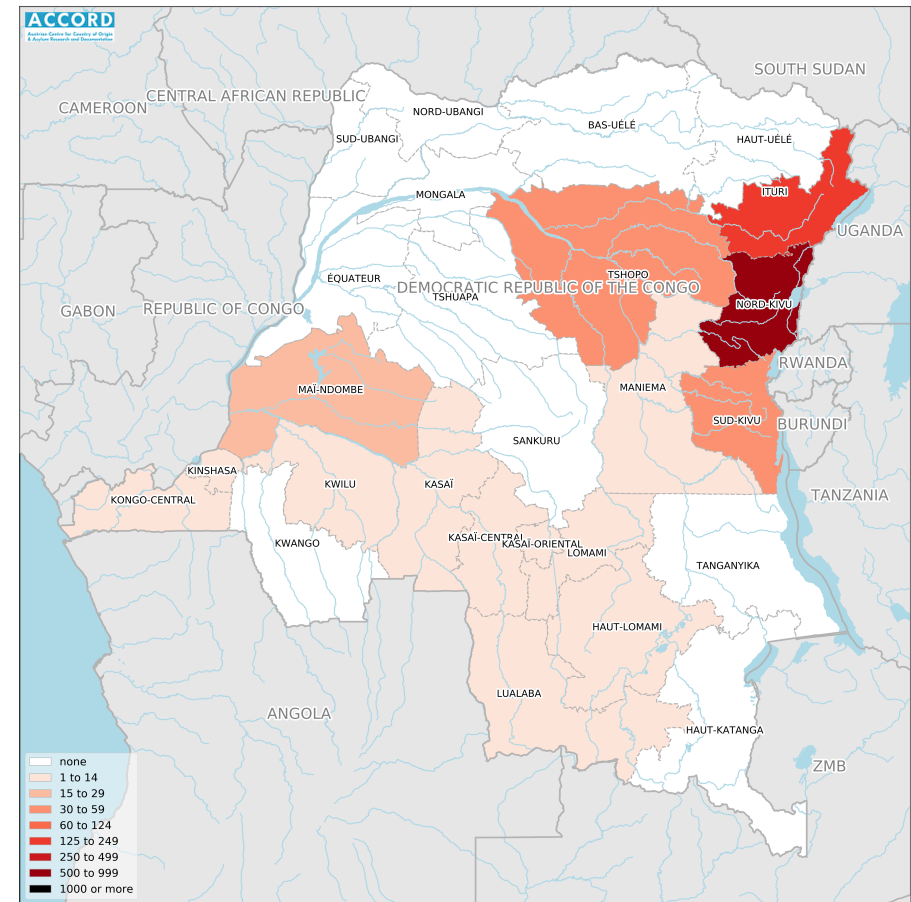 ACCORD
Austrian Centre for Country of Origin
& Asylum Research and Documentation
SOUTH SUDAN
CENTRAL AFRICAN REPUBLIC
CAMEROON
NORD-UBANGI
BAS-UÉLÉ
SUD-UBANGI
HAUT-UÉLÉ
ITURI
MONGALA
UGANDA
TSHOPO
ÉQUATEUR
DEMOCRATIC REPUBLIC OF THE CONGO
TSHUAPA
NORD-KIVU
REPUBLIC OF CONGO
GABON
RWANDA
MAÏ-NDOMBE
MANIEMA
SUD-KIVU
BURUNDI
SANKURU
KINSHASA
KWILU
KASAÏ
TANZANIA
KONGO-CENTRAL
KASAÏ-CENTRAL
KWANGO
KASAÏ-ORIENTAL
LOMAMI
TANGANYIKA
HAUT-LOMAMI
LUALABA
ANGOLA
HAUT-KATANGA
ZMB
none
1 to 14
15 to 29
30 to 59
60 to 124
125 to 249
250 to 499
500 to 999
1000 or more